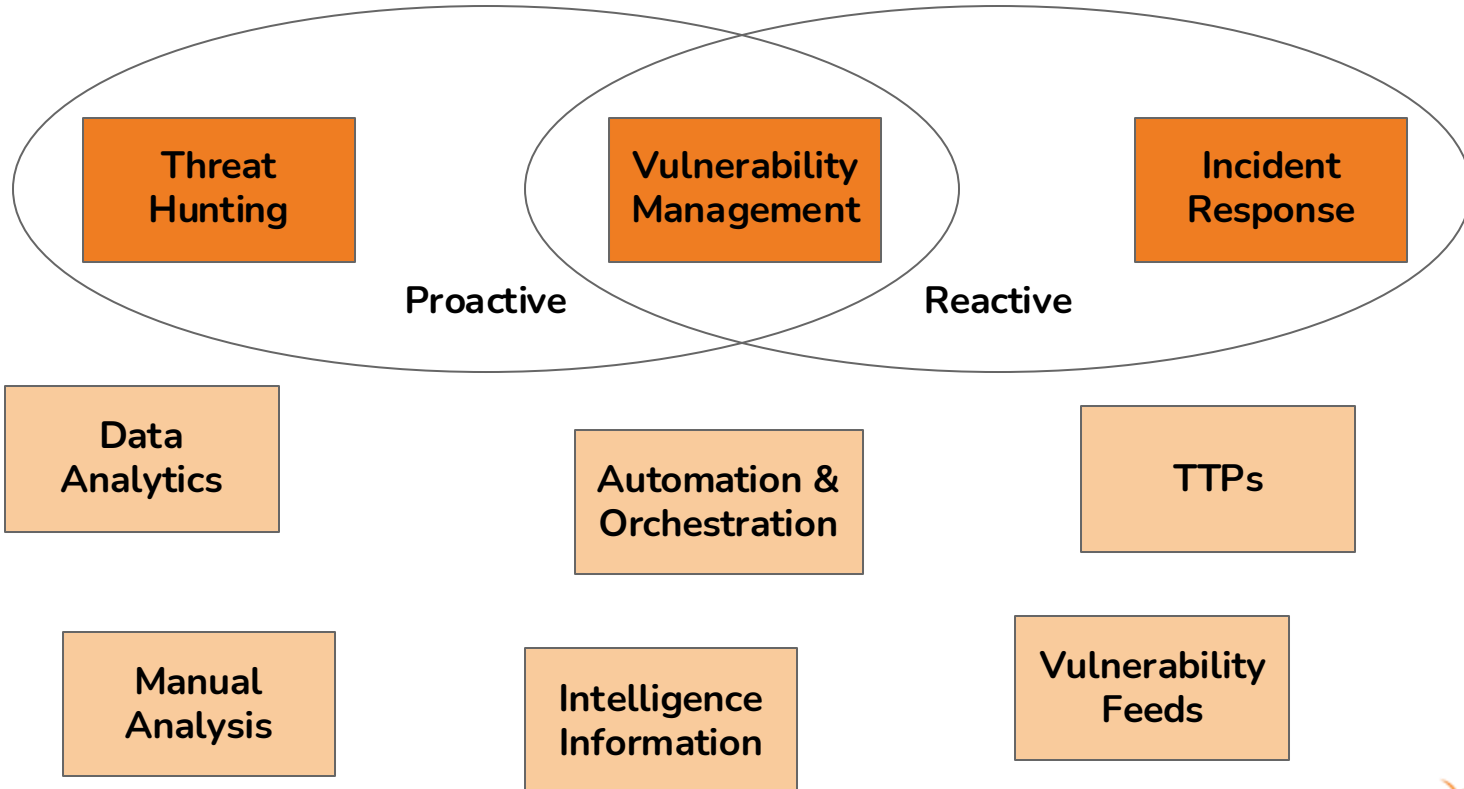 Threat
Hunting
Vulnerability
Management
Incident
Response
Proactive
Reactive
Data
Analytics
Automation &
Orchestration
TTPs
Manual
Analysis
Intelligence
Information
Vulnerability
Feeds